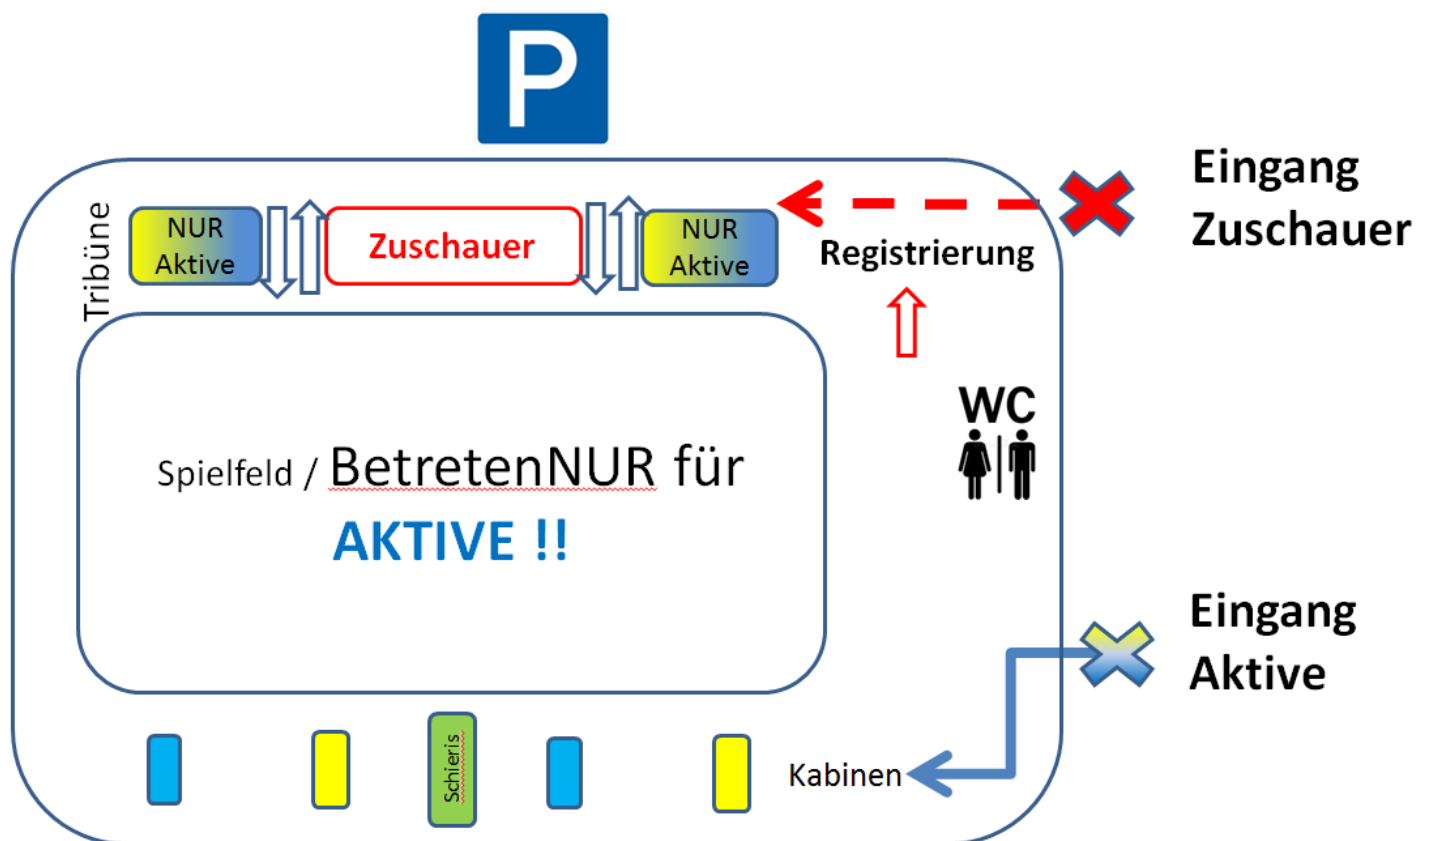 P
Eingang
Zuschauer
Tribüne
NUR
Aktive
Zuschauer
NUR
Aktive
Registrierung
WC
Spielfeld / BetretenNUR für
AKTIVE !!
Eingang
Aktive
Schieris
Kabinen